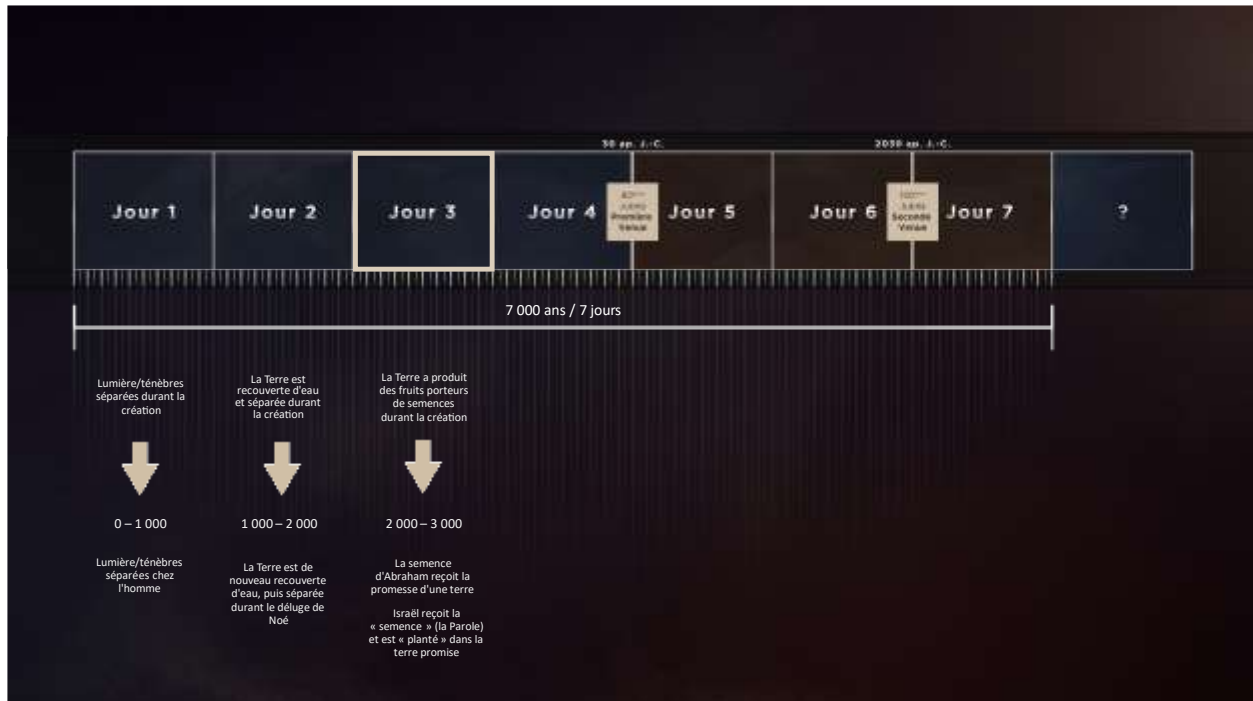 30 ap. J.-C.
2030 ap. J.-C.
Jour 1
Jour 2
Jour 3
Jour 4
Première
Venue
Jour 5
Jour 6
Seconde
Venue
Jour 7
?
7 000 ans / 7 jours
Lumière/ténèbres
séparées durant la
création
La Terre est
recouverte d'eau
et séparée durant
la création
La Terre a produit
des fruits porteurs
de semences
durant la création
0 – 1 000
1 000 – 2 000
2 000 – 3 000
Lumière/ténèbres
séparées chez
l'homme
La Terre est de
nouveau recouverte
d'eau, puis séparée
durant le déluge de
Noé
La semence
d'Abraham reçoit la
promesse d'une terre
Israël reçoit la
« semence » (la Parole)
et est « planté » dans la
terre promise